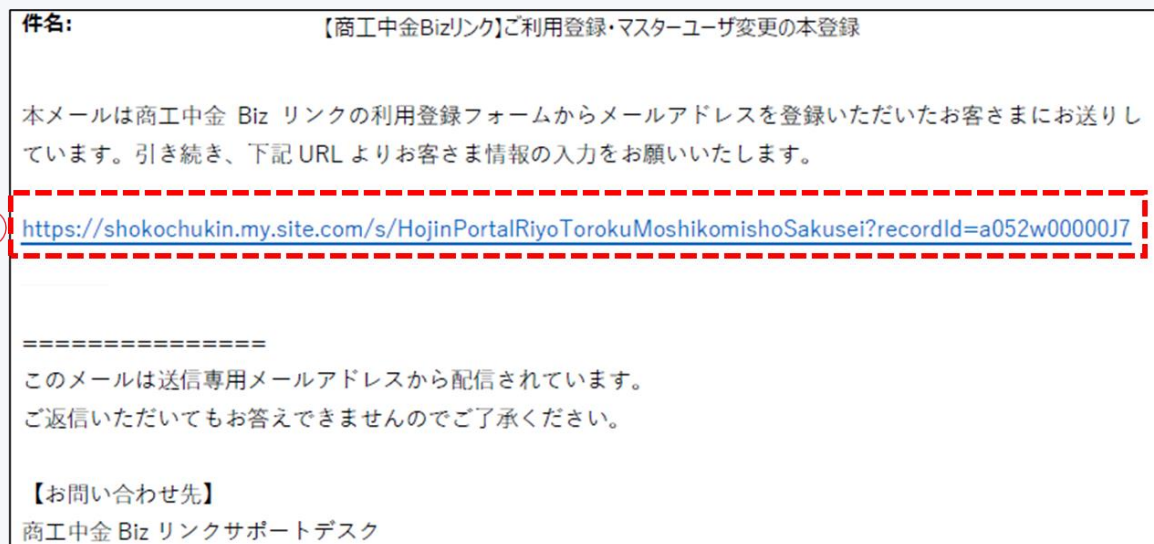 件名: 【商工中金Bizリンク】ご利用登録・マスターユーザ変更の本登録
本メールは商工中金 Biz リンクの利用登録フォームからメールアドレスを登録いただいたお客さまにお送りし
ています。引き続き、下記 URL よりお客さま情報の入力をお願いいたします。
https://shokochukin.my.site.com/s/HojinPortalRiyoTorokuMoshikomishoSakusei?recordId=a052w00000J7
===============
このメールは送信専用メールアドレスから配信されています。
ご返信いただいてもお答えできませんのでご了承ください。
【お問い合わせ先】
商工中金 Biz リンクサポートデスク